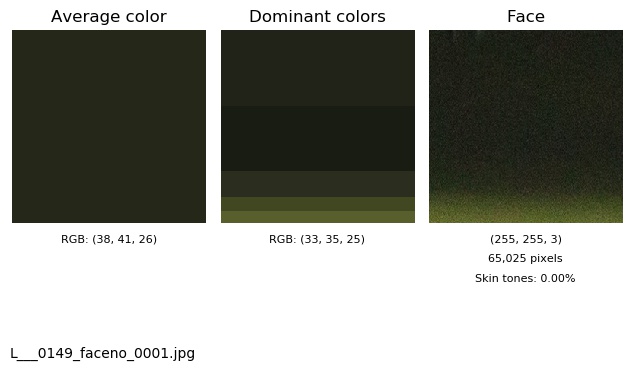 Average color
Dominant colors
Face
RGB: (38, 41, 26)
RGB: (33, 35, 25)
(255, 255, 3)
65,025 pixels
Skin tones: 0.00%
L___0149_faceno_0001.jpg